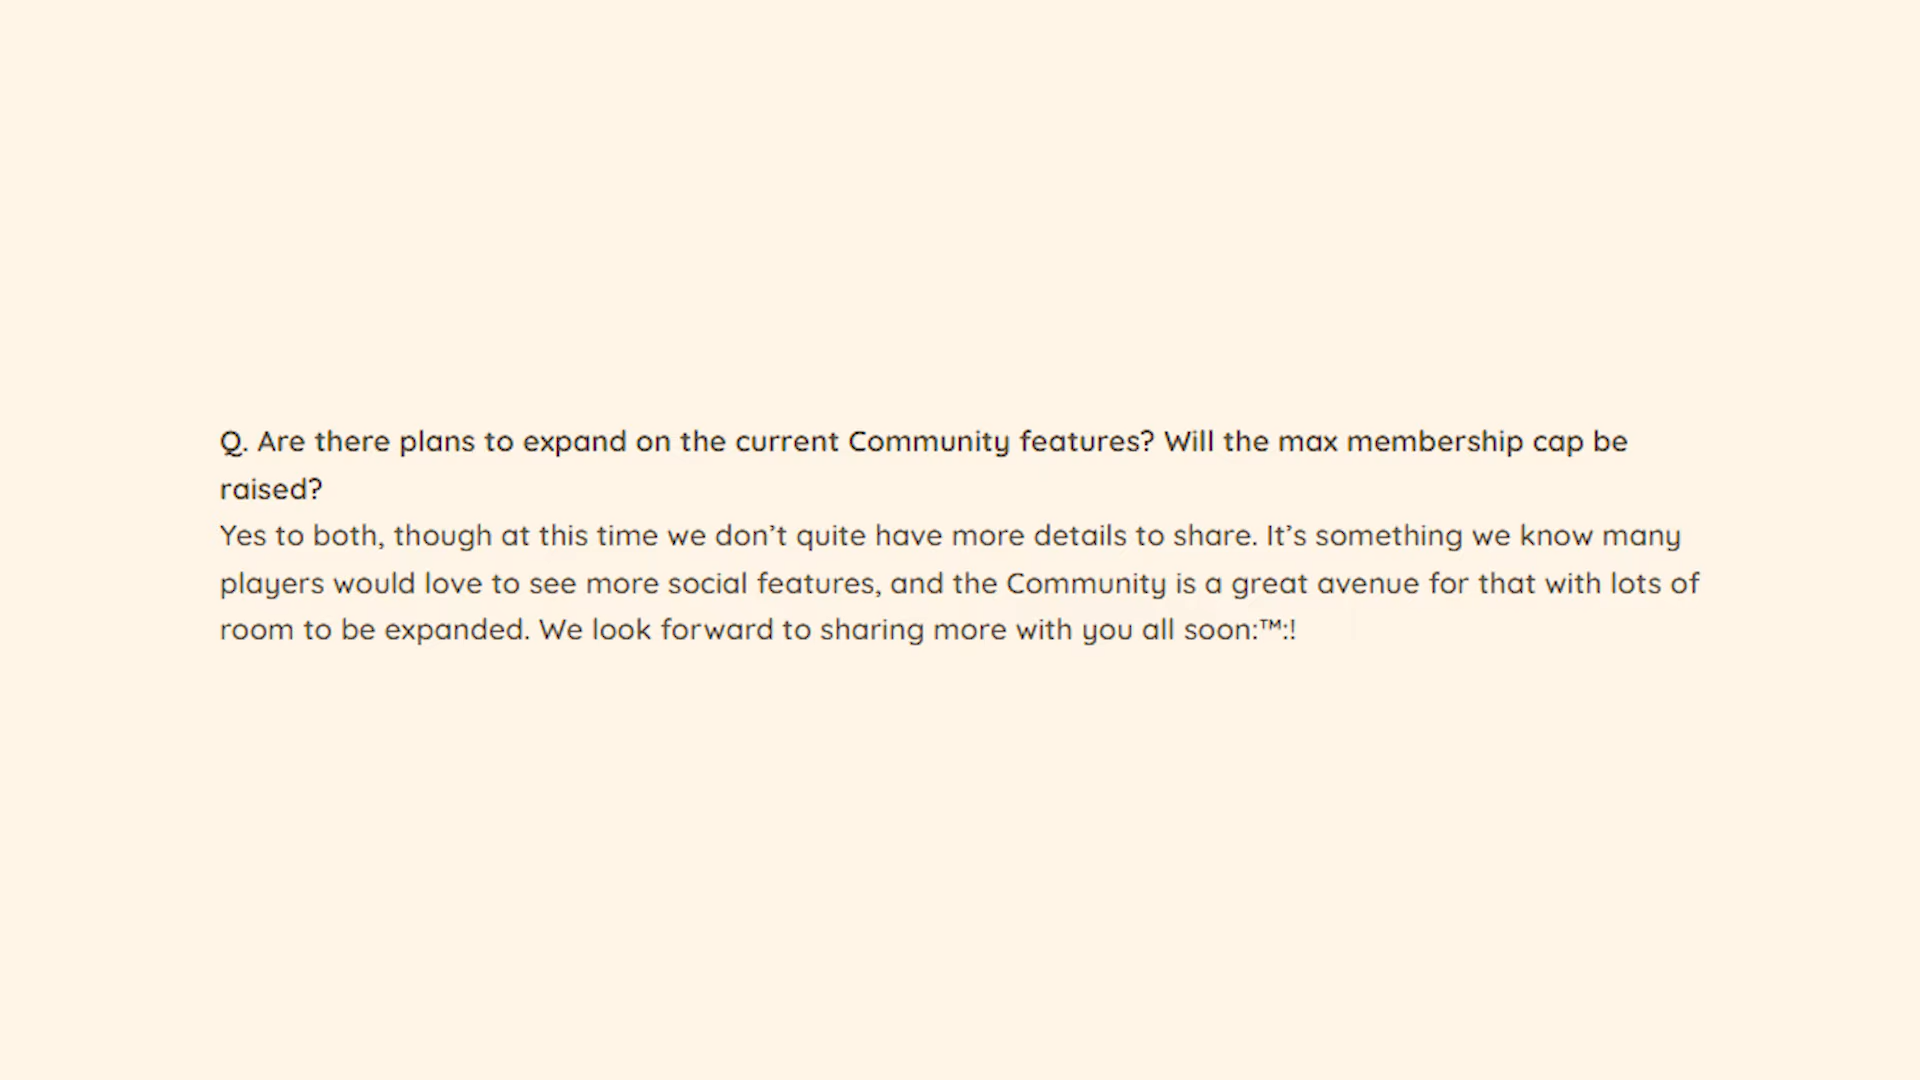 Q. Are there plans to expand on the current Community features? Will the max membership cap be
raised?
Yes to both, though at this time we don’t quite have more details to share. It’s something we know many
players would love to see more social features, and the Community is a great avenue for that with lots of
room to be expanded. We look forward to sharing more with you all soon:™:!